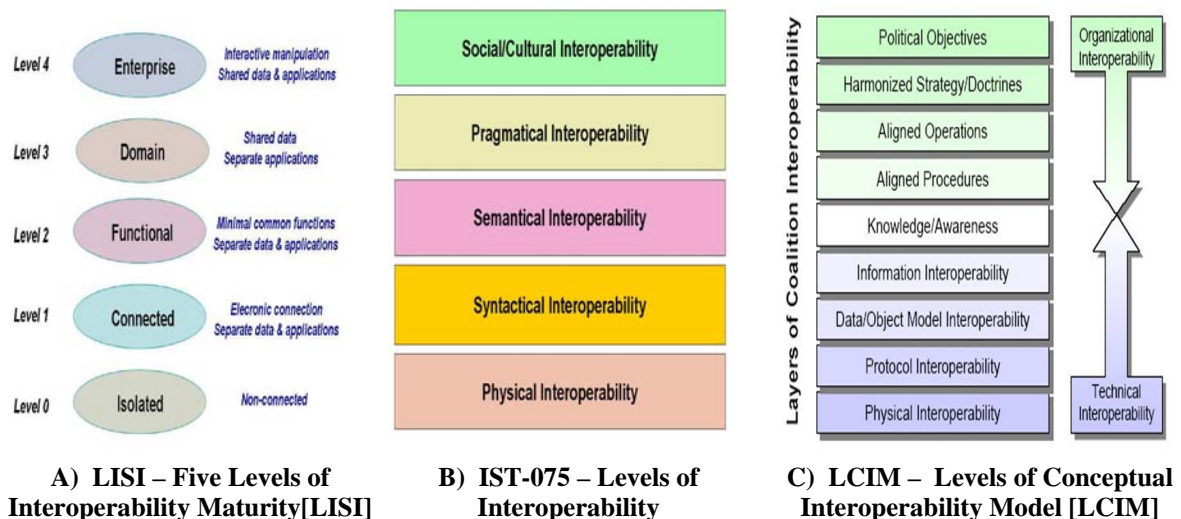 Level 4
Enterprise
Interactive manipulation
Shared data & applications
Level 3
Domain
Shared data
Separate applications
Level 2
Functional
Minimal common functions
Separate data & applications
Level 1
Connected
Elecronic connection
Separate data & applications
Level 0
Isolated
Non-connected
A) LISI – Five Levels of
Interoperability Maturity[LISI]
Social/Cultural Interoperability
Pragmatical Interoperability
Semantical Interoperability
Syntactical Interoperability
Physical Interoperability
B) IST-075 – Levels of
Interoperability
Layers of Coalition Interoperability
Political Objectives
Harmonized Strategy/Doctrines
Aligned Operations
Aligned Procedures
Knowledge/Awareness
Information Interoperability
Data/Object Model Interoperability
Protocol Interoperability
Physical Interoperability
Organizational
Interoperability
Technical
Interoperability
C) LCIM – Levels of Conceptual
Interoperability Model [LCIM]